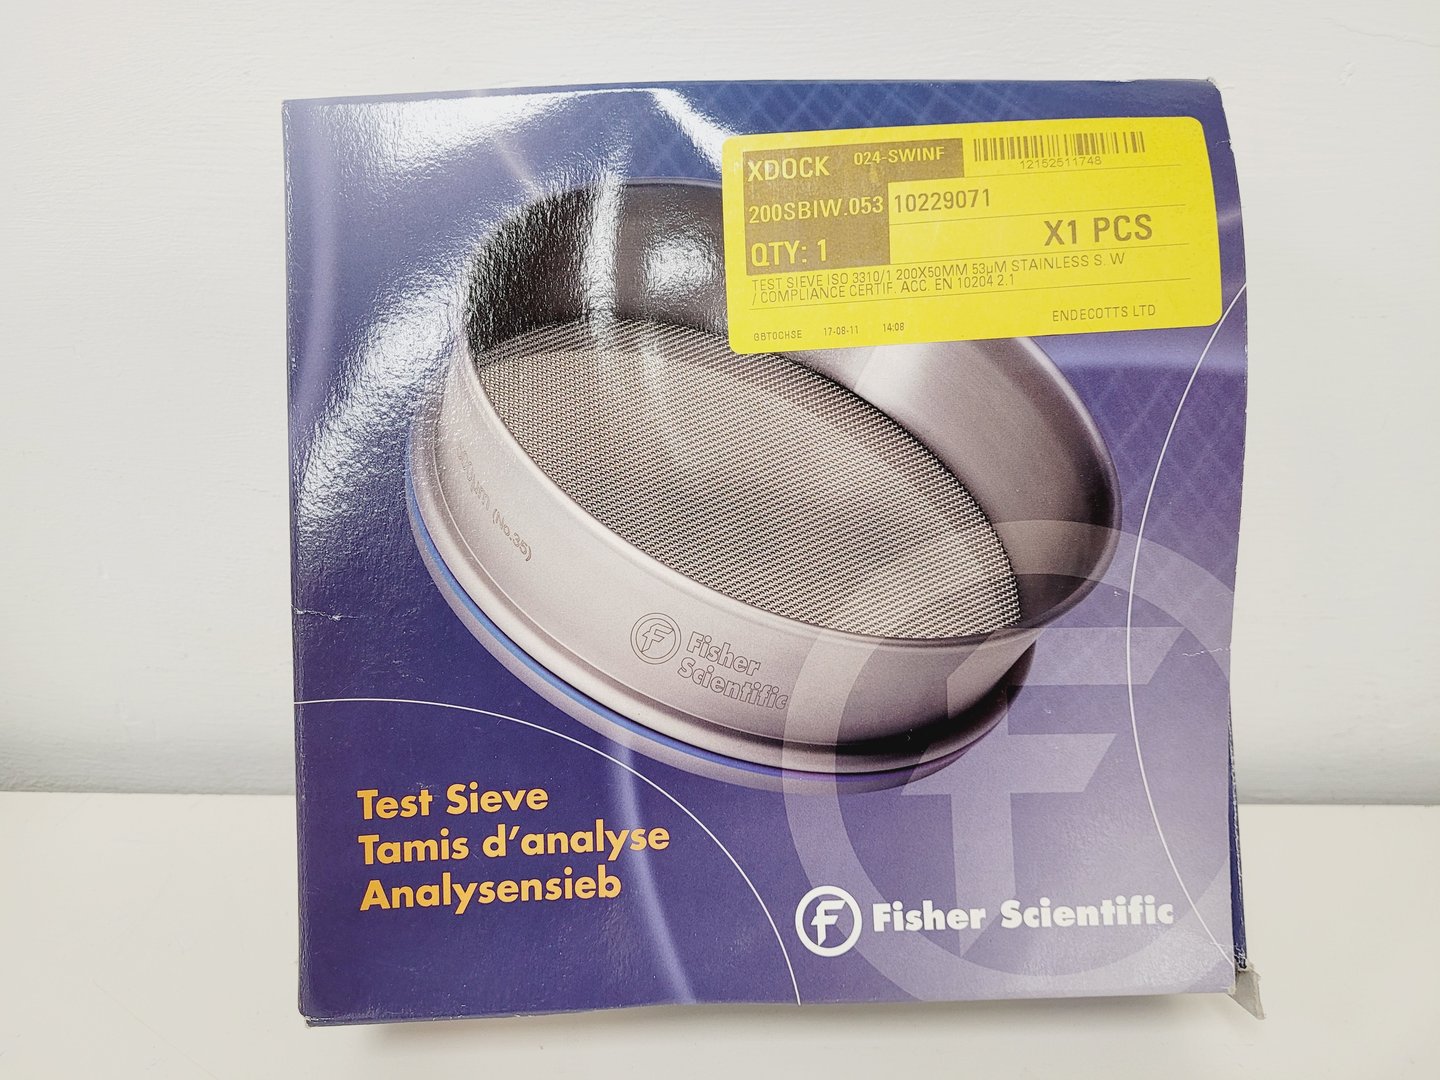 XDOCK 024-SWINF
12152511748
200SBIW.053 10229071
QTY: 1 X1 PCS
TEST SIEVE ISO 3310/1 200X50MM 53µM STAINLESS S. W
/ COMPLIANCE CERTIF. ACC. EN 10204 2.1
GBTOCHSE 17-08-11 14:08 ENDECOTTS LTD
(No.35)
Fisher
Scientific
Test Sieve
Tamis d'analyse
Analysensieb
Fisher Scientific